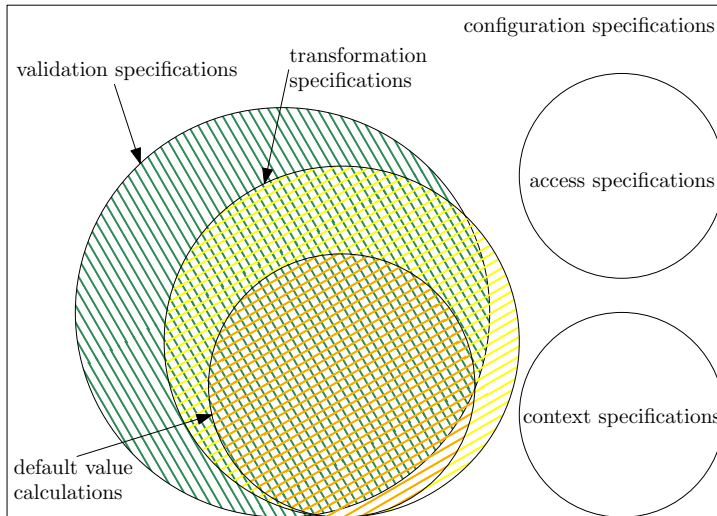 configuration specifications
transformation
specifications
validation specifications
access specifications
context specifications
default value
calculations